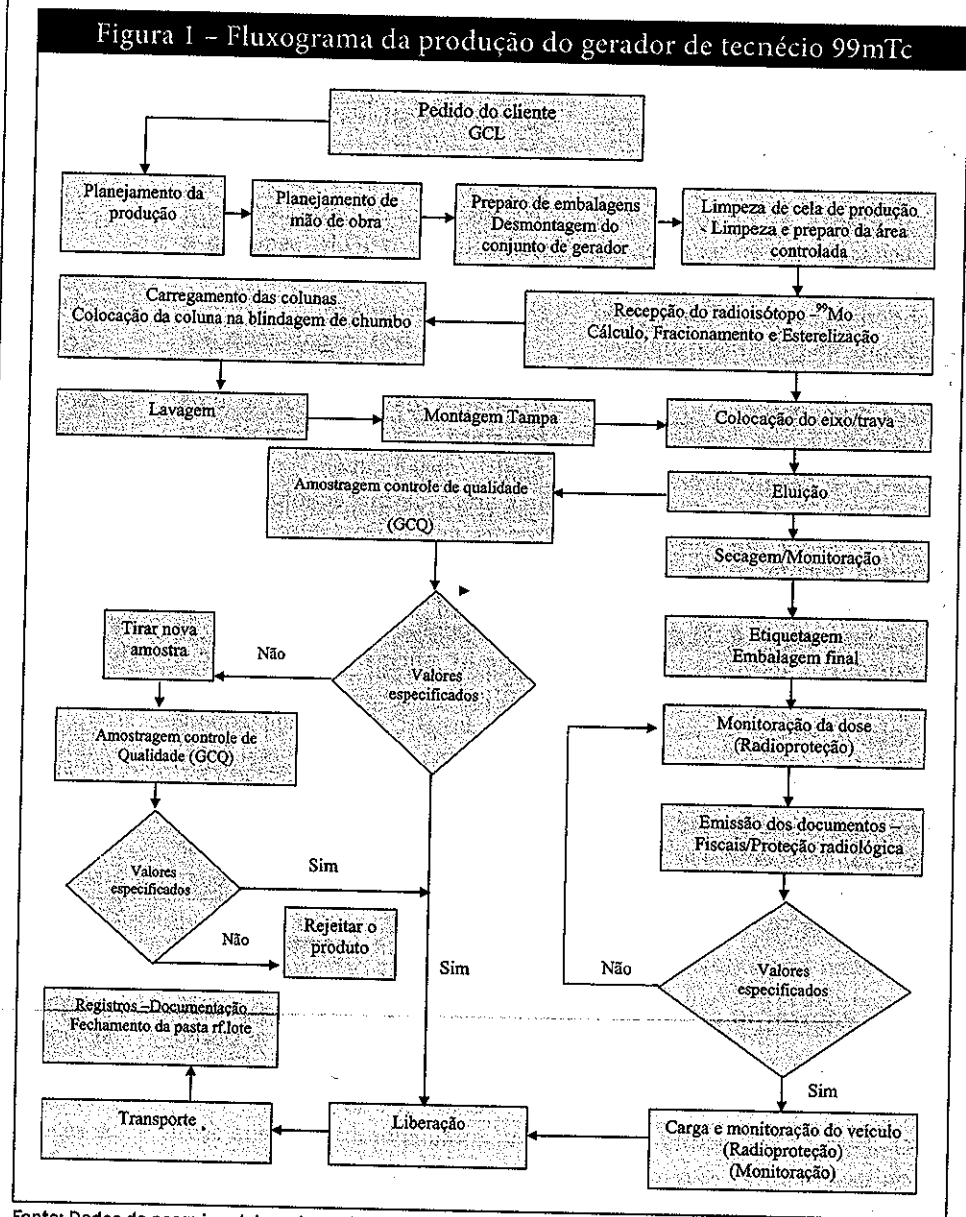 Figura 1 – Fluxograma da produção do gerador de tecnécio 99mTc
Pedido do cliente
GCL
Planejamento da
produção
Planejamento de
mão de obra
Preparo de embalagens
Desmontagem do
conjunto de gerador
Limpeza de cela de produção
- Limpeza e preparo da área
controlada
Carregamento das colunas
Colocação da coluna na blindagem de chumbo
Recepção do radioisótopo –⁹⁹Mo
Cálculo, Fracionamento e Esterelização
Lavagem
Montagem Tampa
Colocação do eixo/trava
Amostragem controle de qualidade
(GCQ)
Eluição
Secagem/Monitoração
Tirar nova
amostra
Não
Valores
especificados
Etiquetagem
Embalagem final
Amostragem controle de
Qualidade (GCQ)
Monitoração da dose
(Radioproteção)
Emissão dos documentos –
Fiscais/Proteção radiológica
Valores
especificados
Sim
Não
Rejeitar o
produto
Sim
Não
Valores
especificados
Sim
Registros –Documentação
Fechamento da pasta rf.lote
Transporte
Liberação
Carga e monitoração do veículo
(Radioproteção)
(Monitoração)
Fonte: Dados